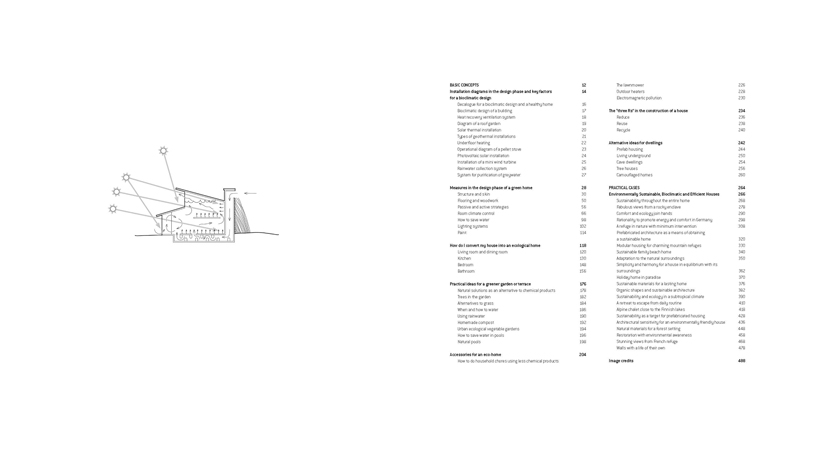 BASIC CONCEPTS 12
Installation diagrams in the design phase and key factors 14
for a bioclimatic design
Decalogue for a bioclimatic design and a healthy home 16
Bioclimatic design of a building 17
Heat recovery ventilation system 18
Diagram of a roof garden 19
Solar thermal installation 20
Types of geothermal installations 21
Underfloor heating 22
Operational diagram of a pellet stove 23
Photovoltaic solar installation 24
Installation of a mini wind turbine 25
Rainwater collection system 26
System for purification of greywater 27
Measures in the design phase of a green home 28
Structure and skin 30
Flooring and woodwork 50
Passive and active strategies 56
Room climate control 86
How to save water 98
Lighting systems 102
Paint 114
How do I convert my house into an ecological home 118
Living room and dining room 120
Kitchen 130
Bedroom 148
Bathroom 156
Practical ideas for a greener garden or terrace 175
Natural solutions as an alternative to chemical products 178
Trees in the garden 182
Alternatives to grass 184
When and how to water 186
Using rainwater 190
Homemade compost 192
Urban ecological vegetable gardens 194
How to save water in pools 196
Natural pools 198
Accessories for an eco home 204
How to do household chores using less chemical products
The lawnmower 226
Outdoor heaters 228
Electromagnetic pollution 230
The "three Rs" in the construction of a house 234
Reduce 236
Reuse 238
Recycle 240
Alternative ideas for dwellings 242
Prefab housing 244
Living underground 250
Cave dwellings 254
Tree houses 256
Camouflaged homes 260
PRACTICAL CASES 264
Environmentally Sustainable, Bioclimatic and Efficient Houses 266
Sustainability throughout the entire home 268
Fabulous views from a rocky enclave 278
Comfort and ecology join hands 288
Rationality to promote energy and comfort in Germany 298
A refuge in nature with minimum intervention 308
Prefabricated architecture as a means of obtaining
a sustainable home 320
Modular housing for charming mountain refuges 330
Sustainable family beach home 340
Adaptation to the natural surroundings 350
Simplicity and harmony for a house in equilibrium with its
surroundings 362
Holiday home in paradise 370
Sustainable materials for a lasting home 376
Organic shapes and sustainable architecture 382
Sustainability and ecology in a subtropical climate 390
A retreat to escape from daily routine 410
Alpine chalet close to the Finnish lakes 418
Sustainability as a target for prefabricated housing 428
Architectural sensitivity for an environmentally friendly house 436
Natural materials for a forest setting 448
Restoration with environmental awareness 458
Stunning views from French refuge 468
Walls with a life of their own 478
Image credits 488